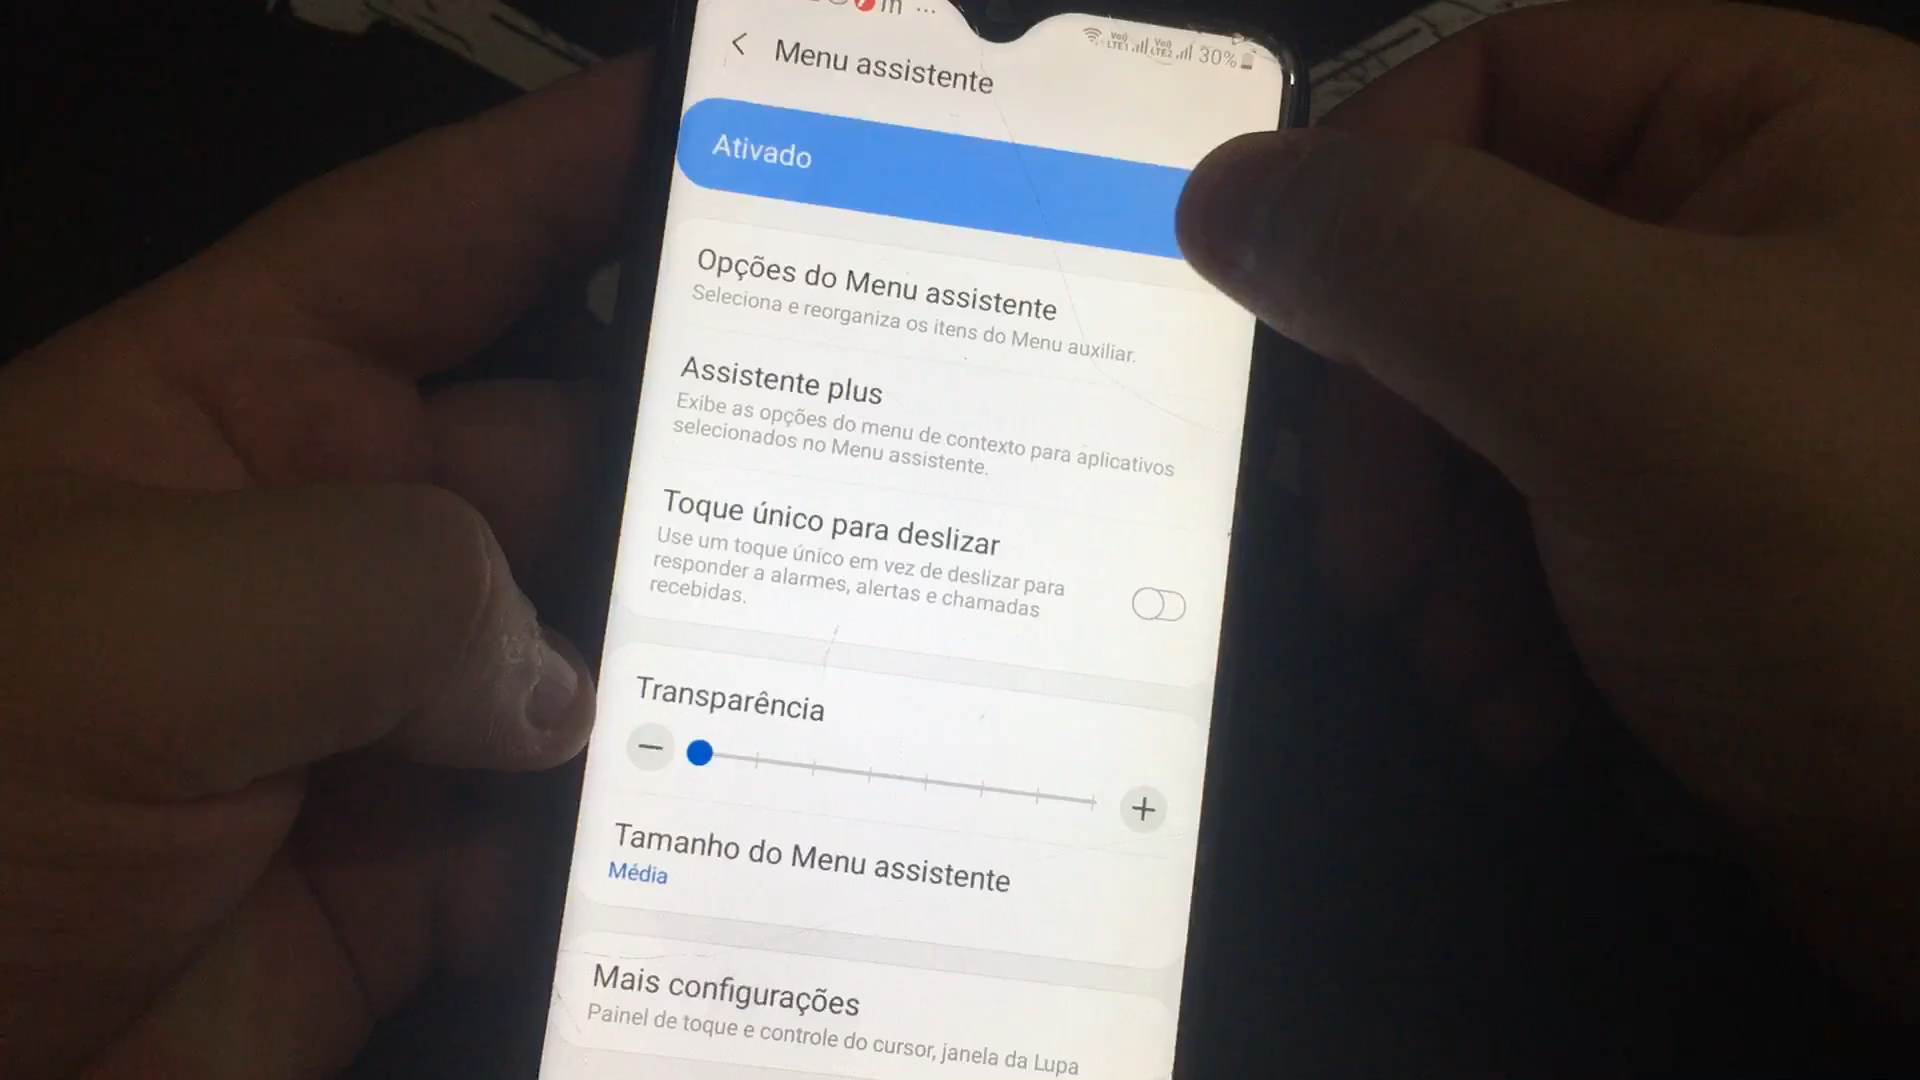 30%
Menu assistente
Ativado
Opções do Menu assistente
Seleciona e reorganiza os itens do Menu auxiliar.
Assistente plus
Exibe as opções do menu de contexto para aplicativos
selecionados no Menu assistente.
Toque único para deslizar
Use um toque único em vez de deslizar para
responder a alarmes, alertas e chamadas
recebidas.
Transparência
Tamanho do Menu assistente
Média
Mais configurações
Painel de toque e controle do cursor, janela da Lupa